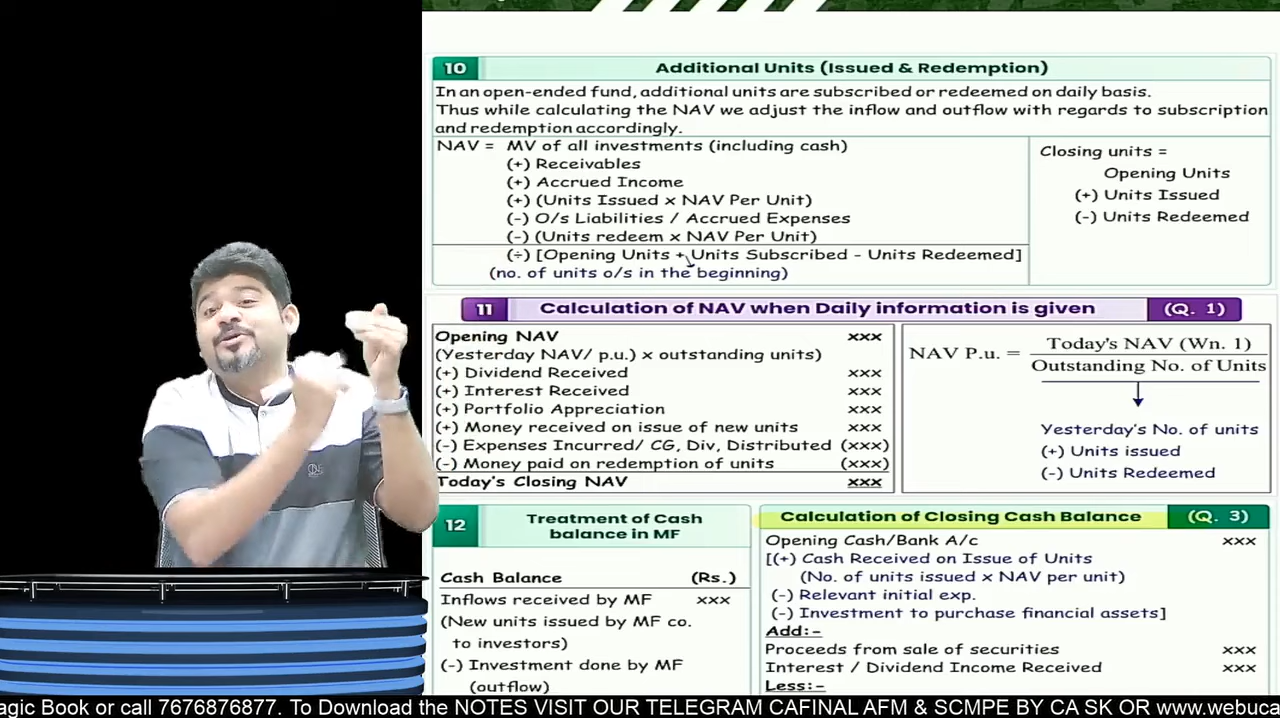 10 Additional Units (Issued & Redemption)
In an open-ended fund, additional units are subscribed or redeemed on daily basis.
Thus while calculating the NAV we adjust the inflow and outflow with regards to subscription
and redemption accordingly.
NAV = MV of all investments (including cash)
(+) Receivables
(+) Accrued Income
(+) (Units Issued x NAV Per Unit)
(-) O/s Liabilities / Accrued Expenses
(-) (Units redeem x NAV Per Unit)
(÷) [Opening Units + Units Subscribed - Units Redeemed]
(no. of units o/s in the beginning)
Closing units =
Opening Units
(+) Units Issued
(-) Units Redeemed
11 Calculation of NAV when Daily information is given (Q. 1)
Opening NAV xxx
(Yesterday NAV/ p.u.) x outstanding units)
(+) Dividend Received xxx
(+) Interest Received xxx
(+) Portfolio Appreciation xxx
(+) Money received on issue of new units xxx
(-) Expenses Incurred/ CG, Div, Distributed (xxx)
(-) Money paid on redemption of units (xxx)
Today's Closing NAV xxx
NAV P.u. = Today's NAV (Wn. 1)
Outstanding No. of Units
Yesterday's No. of units
(+) Units issued
(-) Units Redeemed
12 Treatment of Cash
balance in MF
Cash Balance (Rs.)
Inflows received by MF xxx
(New units issued by MF co.
to investors)
(-) Investment done by MF
(outflow)
Calculation of Closing Cash Balance (Q. 3)
Opening Cash/Bank A/c xxx
[(+) Cash Received on Issue of Units
(No. of units issued x NAV per unit)
(-) Relevant initial exp.
(-) Investment to purchase financial assets]
Add:-
Proceeds from sale of securities xxx
Interest / Dividend Income Received xxx
Less:-
agic Book or call 7676876877. To Download the NOTES VISIT OUR TELEGRAM CAFINAL AFM & SCMPE BY CA SK OR www.webuca